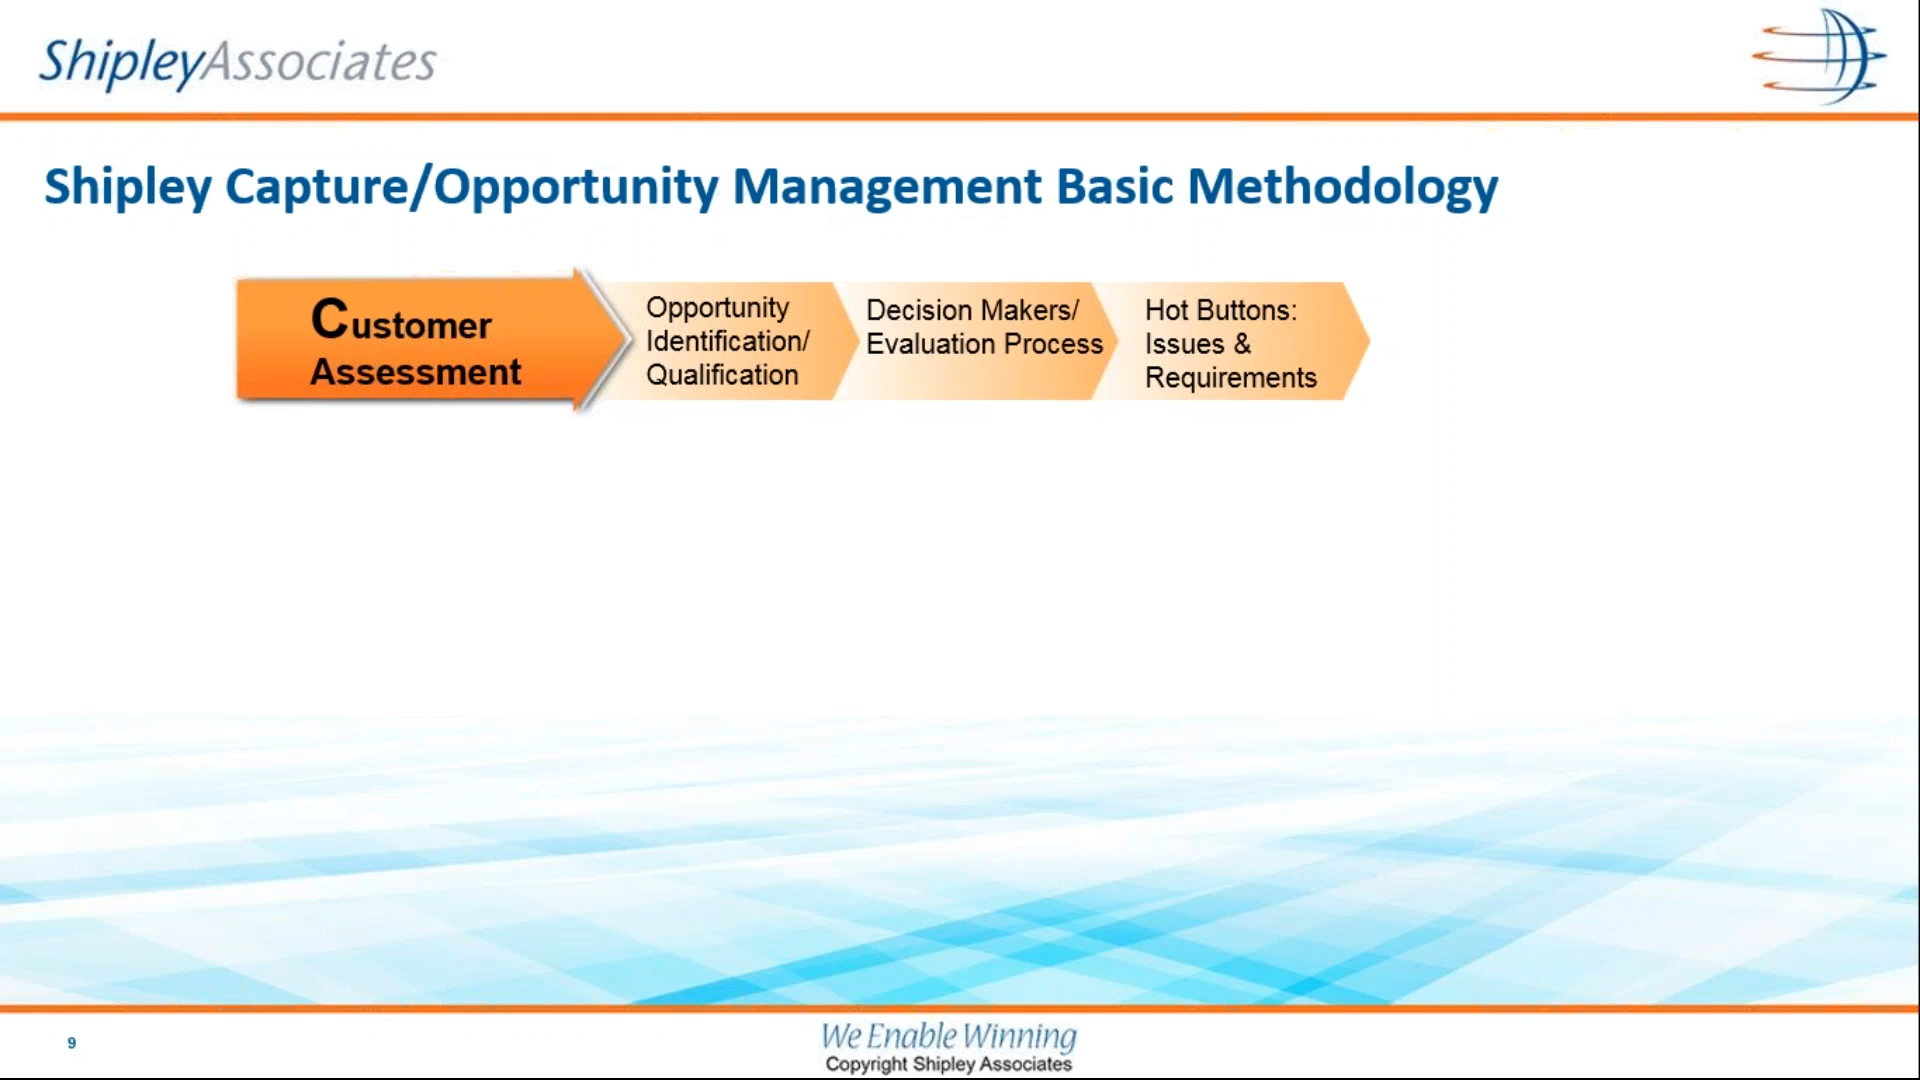 ShipleyAssociates
Shipley Capture/Opportunity Management Basic Methodology
Customer
Assessment
Opportunity
Identification/
Qualification
Decision Makers/
Evaluation Process
Hot Buttons:
Issues &
Requirements
9
We Enable Winning
Copyright Shipley Associates